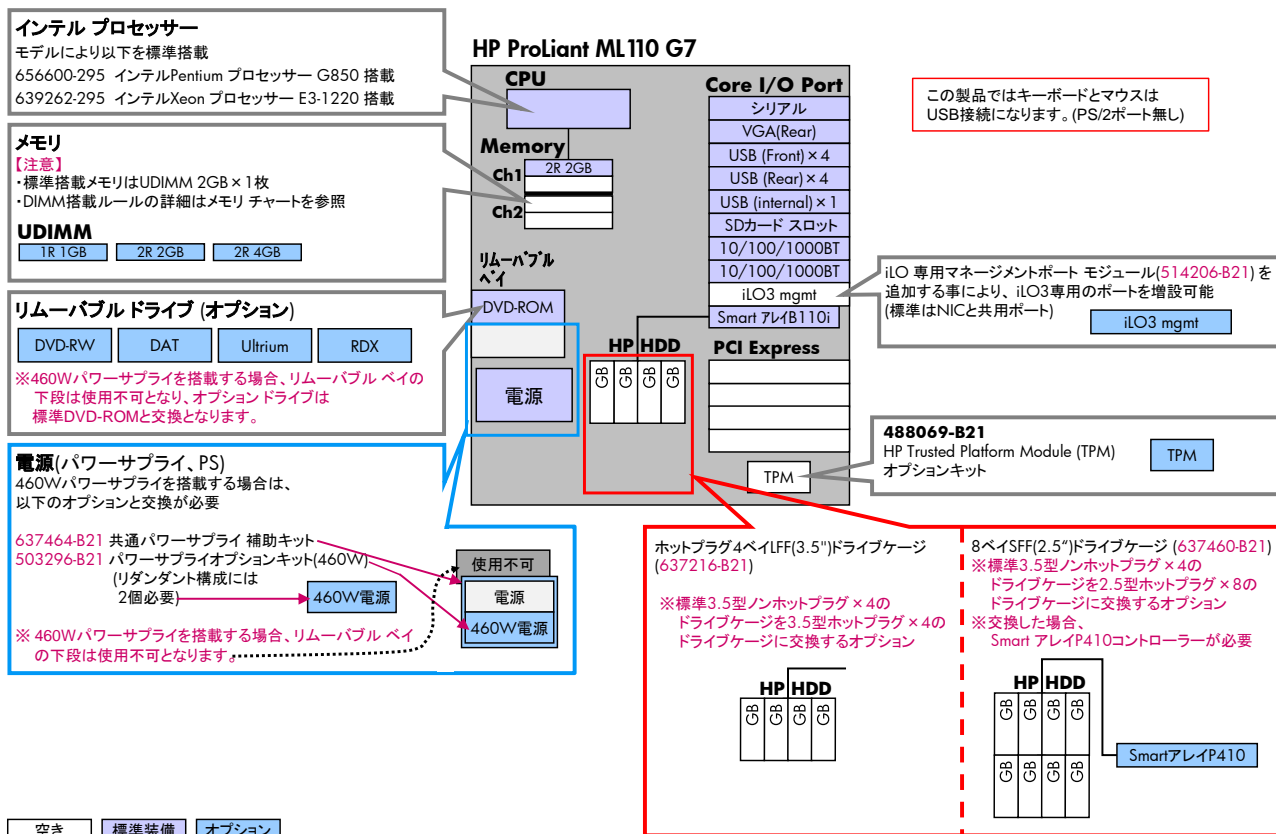 インテル プロセッサー
モデルにより以下を標準搭載
656600-295 インテルPentium プロセッサー G850 搭載
639262-295 インテルXeon プロセッサー E3-1220 搭載
メモリ
【注意】
・標準搭載メモリはUDIMM 2GB×1枚
・DIMM搭載ルールの詳細はメモリ チャートを参照
UDIMM
1R 1GB
2R 2GB
2R 4GB
リムーバブルドライブ (オプション)
DVD-RW
DAT
Ultrium
RDX
※460Wパワーサプライを搭載する場合、リムーバブル ベイの
下段は使用不可となり、オプションドライブは
標準DVD-ROMと交換となります。
電源(パワーサプライ、PS)
460Wパワーサプライを搭載する場合は、
以下のオプションと交換が必要
637464-B21 共通パワーサプライ 補助キット
503296-B21 パワーサプライオプションキット(460W)
(リダンダント構成には
2個必要)
460W電源
※ 460Wパワーサプライを搭載する場合、リムーバブル ベイ
の下段は使用不可となります。
使用不可
電源
460W電源
HP ProLiant ML110 G7
CPU
Memory
Ch1
2R 2GB
Ch2
リムーバブル
ベイ
DVD-ROM
電源
HP HDD
GB
GB
GB
GB
Core I/O Port
シリアル
VGA(Rear)
USB (Front)×4
USB (Rear)×4
USB (internal)×1
SDカード スロット
10/100/1000BT
10/100/1000BT
iLO3 mgmt
Smart アレイB110i
PCI Express
TPM
この製品ではキーボードとマウスは
USB接続になります。(PS/2ポート無し)
iLO 専用マネージメントポート モジュール(514206-B21) を
追加する事により、iLO3専用のポートを増設可能
(標準はNICと共用ポート)
iLO3 mgmt
488069-B21
HP Trusted Platform Module (TPM)
オプションキット
TPM
ホットプラグ4ベイLFF(3.5")ドライブケージ
(637216-B21)
※標準3.5型ノンホットプラグ×4の
ドライブケージを3.5型ホットプラグ×4の
ドライブケージに交換するオプション
HP HDD
GB
GB
GB
GB
8ベイSFF(2.5“)ドライブケージ (637460-B21)
※標準3.5型ノンホットプラグ×4の
ドライブケージを2.5型ホットプラグ×8の
ドライブケージに交換するオプション
※交換した場合、
Smart アレイP410コントローラーが必要
HP HDD
GB
GB
GB
GB
GB
GB
GB
GB
SmartアレイP410
空き
標準装備
オプション